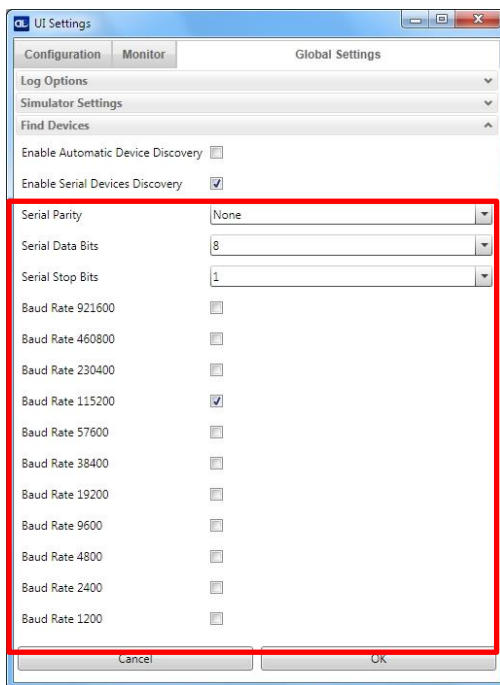 UI Settings
Configuration Monitor Global Settings
Log Options
Simulator Settings
Find Devices
Enable Automatic Device Discovery
Enable Serial Devices Discovery
Serial Parity None
Serial Data Bits 8
Serial Stop Bits 1
Baud Rate 921600
Baud Rate 460800
Baud Rate 230400
Baud Rate 115200
Baud Rate 57600
Baud Rate 38400
Baud Rate 19200
Baud Rate 9600
Baud Rate 4800
Baud Rate 2400
Baud Rate 1200
Cancel OK